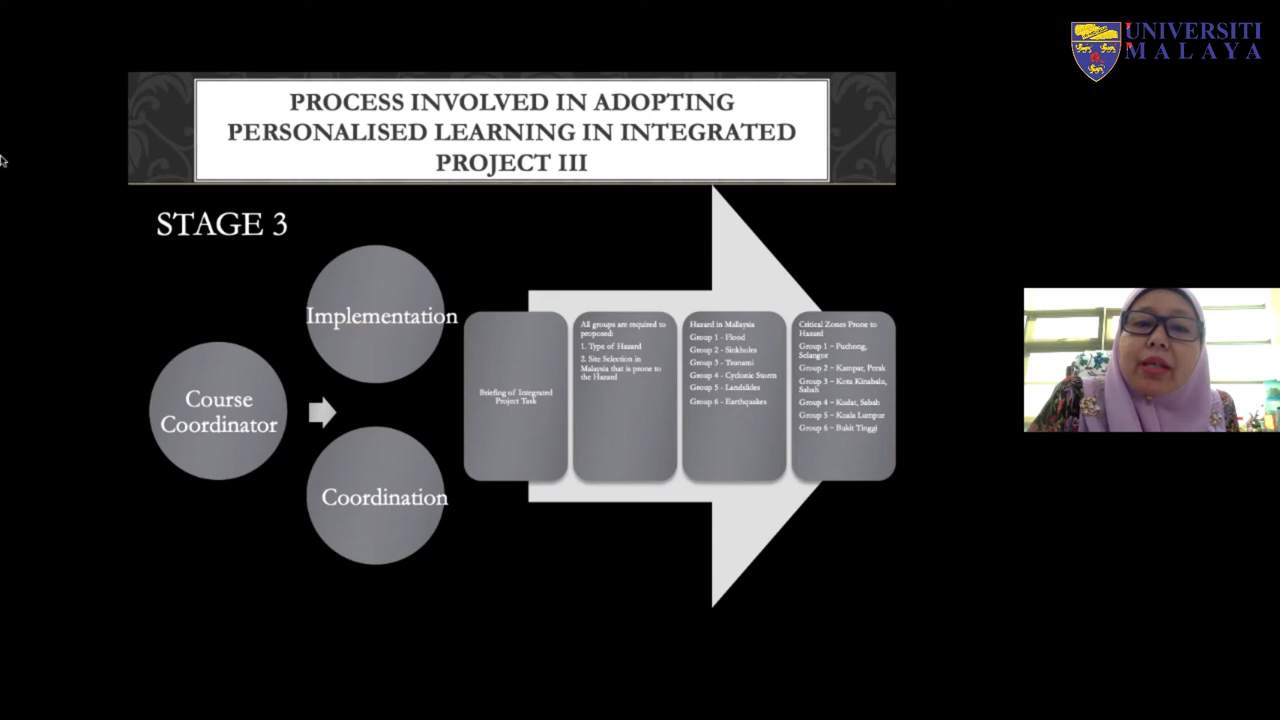 UNIVERSITI
MALAYA
PROCESS INVOLVED IN ADOPTING
PERSONALISED LEARNING IN INTEGRATED
PROJECT III
STAGE 3
Course
Coordinator
Implementation
Coordination
Briefing of Integrated
Project Task
All groups are required to
proposed:
1. Type of Hazard
2. Site Selection in
Malaysia that is prone to
the Hazard
Hazard in Mallaysia
Group 1 - Flood
Group 2 - Sinkholes
Group 3 - Tsunami
Group 4 - Cyclonic Storm
Group 5 - Landslides
Group 6 - Earthquakes
Critical Zones Prone to
Hazard
Group 1 – Puchong,
Selangor
Group 2 – Kampar, Perak
Group 3 – Kota Kinabalu,
Sabah
Group 4 – Kudat, Sabah
Group 5 – Kuala Lumpur
Group 6 – Bukit Tinggi